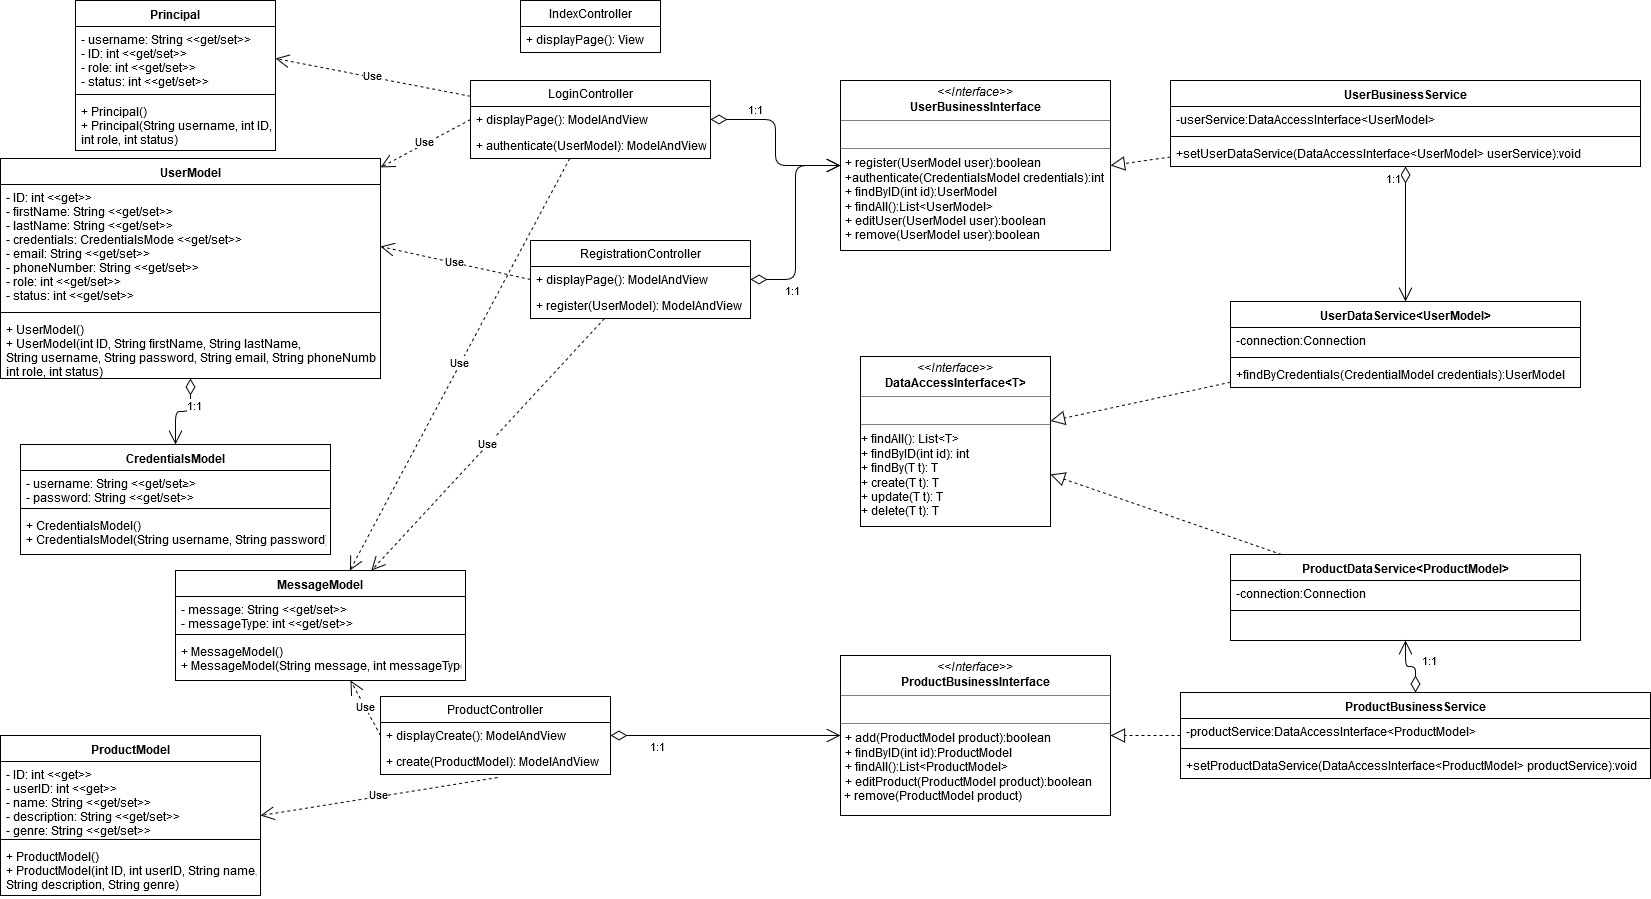 Principal
- username: String <<get/set>>
- ID: int <<get/set>>
- role: int <<get/set>>
- status: int <<get/set>>
+ Principal()
+ Principal(String username, int ID,
int role, int status)
IndexController
+ displayPage(): View
Use
LoginController
+ displayPage(): ModelAndView
+ authenticate(UserModel): ModelAndView
1:1
Use
<<Interface>>
UserBusinessInterface
+ register(UserModel user):boolean
+authenticate(CredentialsModel credentials):int
+ findByID(int id):UserModel
+ findAll():List<UserModel>
+ editUser(UserModel user):boolean
+ remove(UserModel user):boolean
UserBusinessService
-userService:DataAccessInterface<UserModel>
+setUserDataService(DataAccessInterface<UserModel> userService):void
1:1
UserModel
- ID: int <<get>>
- firstName: String <<get/set>>
- lastName: String <<get/set>>
- credentials: CredentialsMode <<get/set>>
- email: String <<get/set>>
- phoneNumber: String <<get/set>>
- role: int <<get/set>>
- status: int <<get/set>>
+ UserModel()
+ UserModel(int ID, String firstName, String lastName,
String username, String password, String email, String phoneNumb
int role, int status)
Use
RegistrationController
+ displayPage(): ModelAndView
+ register(UserModel): ModelAndView
1:1
UserDataService<UserModel>
-connection:Connection
+findByCredentials(CredentialModel credentials):UserModel
Use
1:1
<<Interface>>
DataAccessInterface<T>
+ findAll(): List<T>
+ findByID(int id): int
+ findBy(T t): T
+ create(T t): T
+ update(T t): T
+ delete(T t): T
Use
CredentialsModel
- username: String <<get/set>>
- password: String <<get/set>>
+ CredentialsModel()
+ CredentialsModel(String username, String password
MessageModel
- message: String <<get/set>>
- messageType: int <<get/set>>
+ MessageModel()
+ MessageModel(String message, int messageTyp
ProductDataService<ProductModel>
-connection:Connection
1:1
Use
ProductController
+ displayCreate(): ModelAndView
+ create(ProductModel): ModelAndView
1:1
<<Interface>>
ProductBusinessInterface
+ add(ProductModel product):boolean
+ findByID(int id):ProductModel
+ findAll():List<ProductModel>
+ editProduct(ProductModel product):boolean
+ remove(ProductModel product)
ProductBusinessService
-productService:DataAccessInterface<ProductModel>
+setProductDataService(DataAccessInterface<ProductModel> productService):void
ProductModel
- ID: int <<get>>
- userID: int <<get>>
- name: String <<get/set>>
- description: String <<get/set>>
- genre: String <<get/set>>
+ ProductModel()
+ ProductModel(int ID, int userID, String name
String description, String genre)
Use